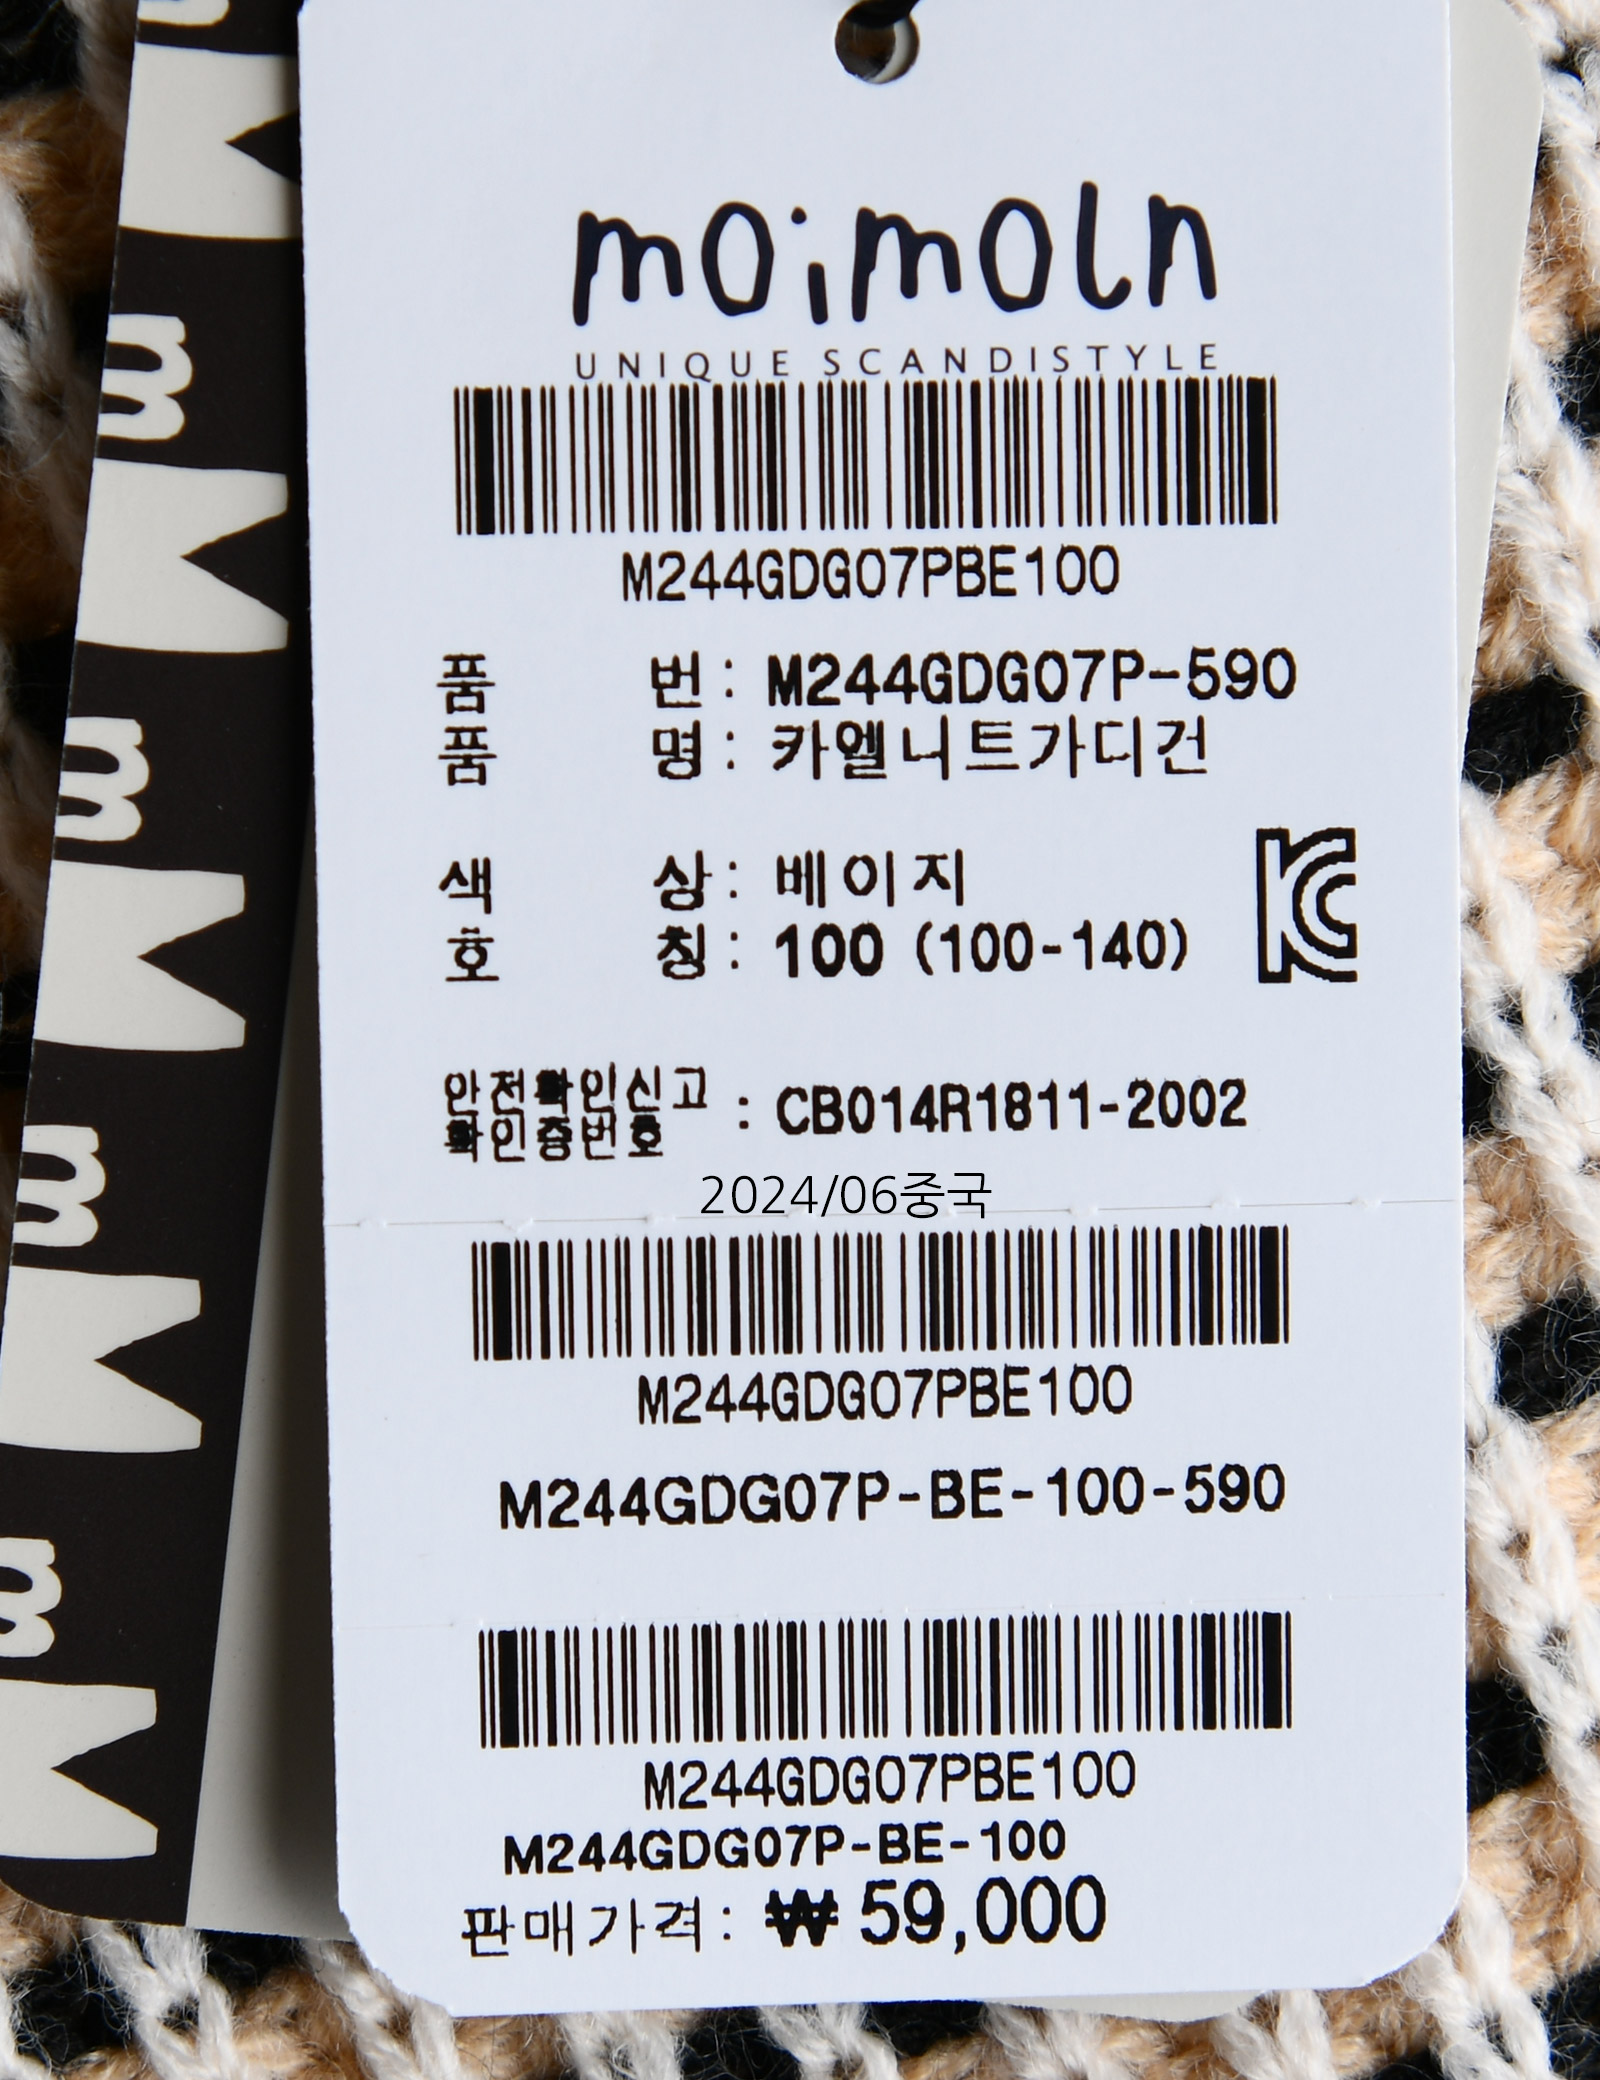 moimoln
UNIQUE SCANDISTYLE
M244GDG07PBE100
품 번 : M244GDG07P-590
품 명 : 카엘니트가디건
색 상 : 베이지
호 칭 : 100 (100-140)
안전확인신고
확인증번호 : CB014R1811-2002
2024/06중국
M244GDG07PBE100
M244GDG07P-BE-100-590
M244GDG07PBE100
M244GDG07P-BE-100
판매가격: ₩ 59,000
m
M
m
M
m
M
m
M